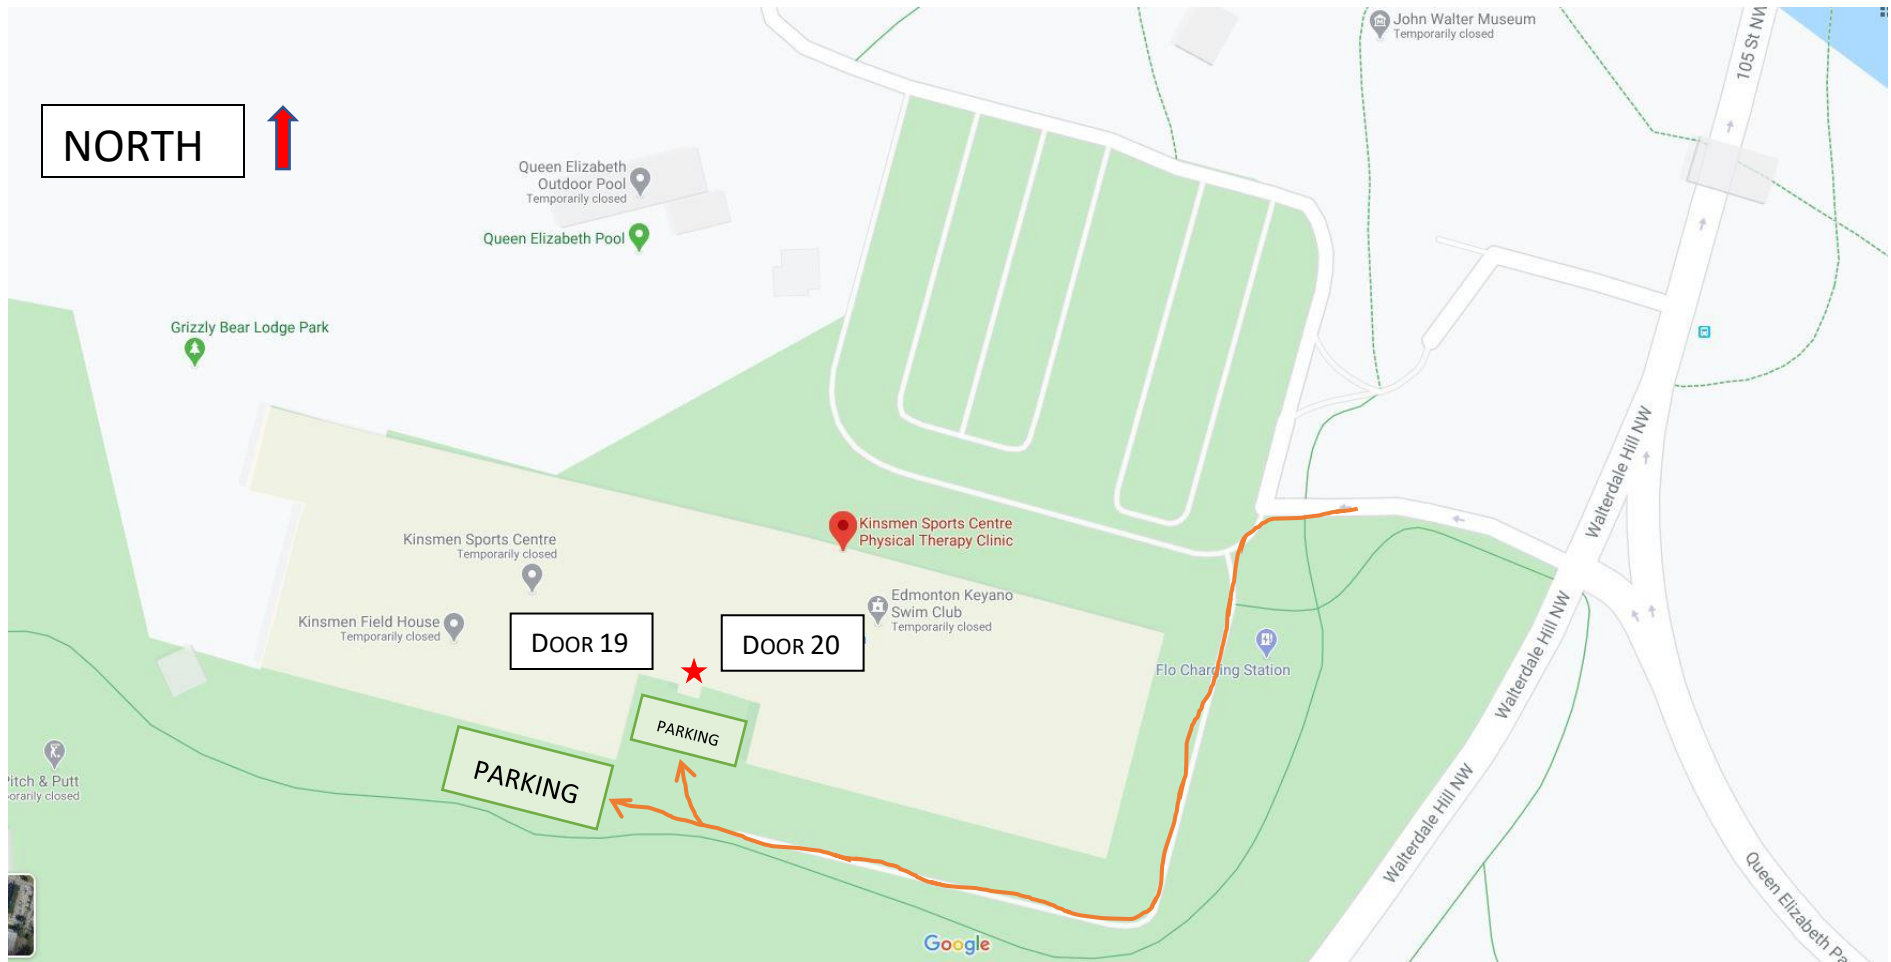 John Walter Museum
Temporarily closed
105 St NW
NORTH
Queen Elizabeth
Outdoor Pool
Temporarily closed
Queen Elizabeth Pool
Grizzly Bear Lodge Park
Walterdale Hill NW
Kinsmen Sports Centre
Physical Therapy Clinic
Kinsmen Sports Centre
Temporarily closed
Edmonton Keyano
Swim Club
Temporarily closed
Kinsmen Field House
Temporarily closed
DOOR 19
DOOR 20
Flo Charging Station
Walterdale Hill NW
PARKING
PARKING
Pitch & Putt
orarily closed
Walterdale Hill NW
Queen Elizabeth Pa
Google